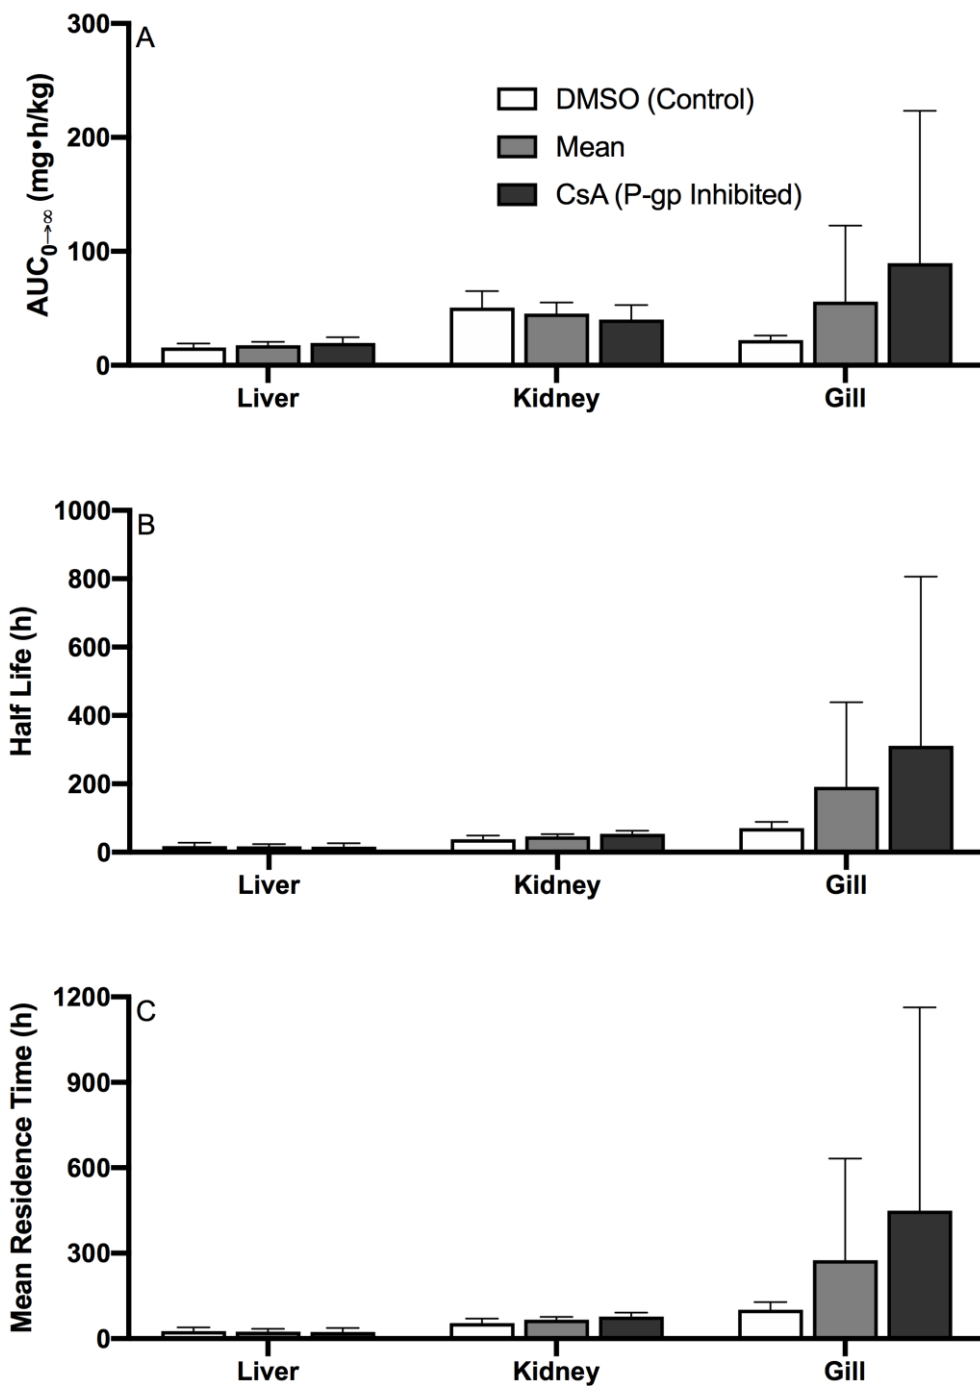 A
300
200
100
0
AUC0→∞ (mg•h/kg)
DMSO (Control)
Mean
CsA (P-gp Inhibited)
Liver Kidney Gill
B
1000
800
600
400
200
0
Half Life (h)
Liver Kidney Gill
C
1200
900
600
300
0
Mean Residence Time (h)
Liver Kidney Gill